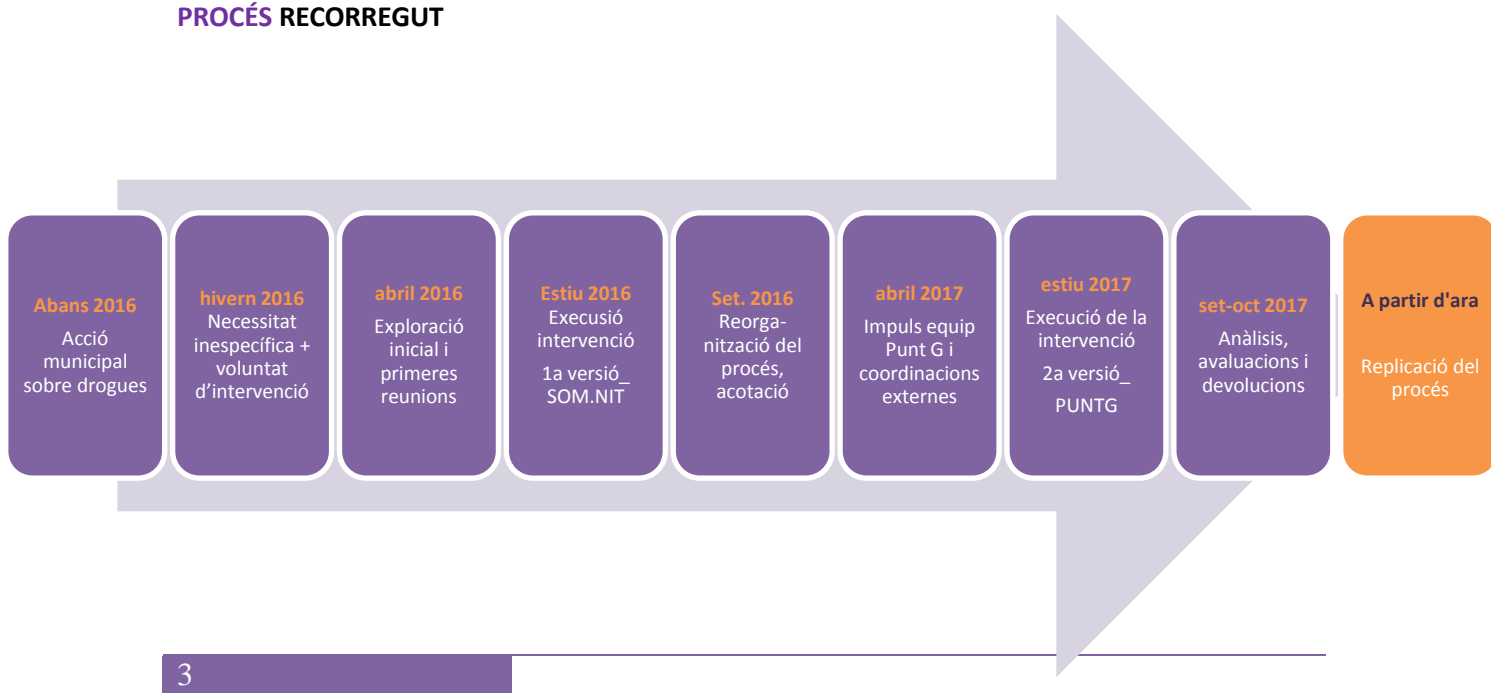 PROCÉS RECORREGUT
Abans 2016
Acció
municipal
sobre drogues
hivern 2016
Necessitat
inespecífica +
voluntat
d’intervenció
abril 2016
Exploració
inicial i
primeres
reunions
Estiu 2016
Execusió
intervenció
1a versió_
SOM.NIT
Set. 2016
Reorga-
nització del
procés,
acotació
abril 2017
Impuls equip
Punt G i
coordinacions
externes
estiu 2017
Execució de la
intervenció
2a versió_
PUNTG
set-oct 2017
Anàlisis,
avaluacions i
devolucions
A partir d'ara
Replicació del
procés
3